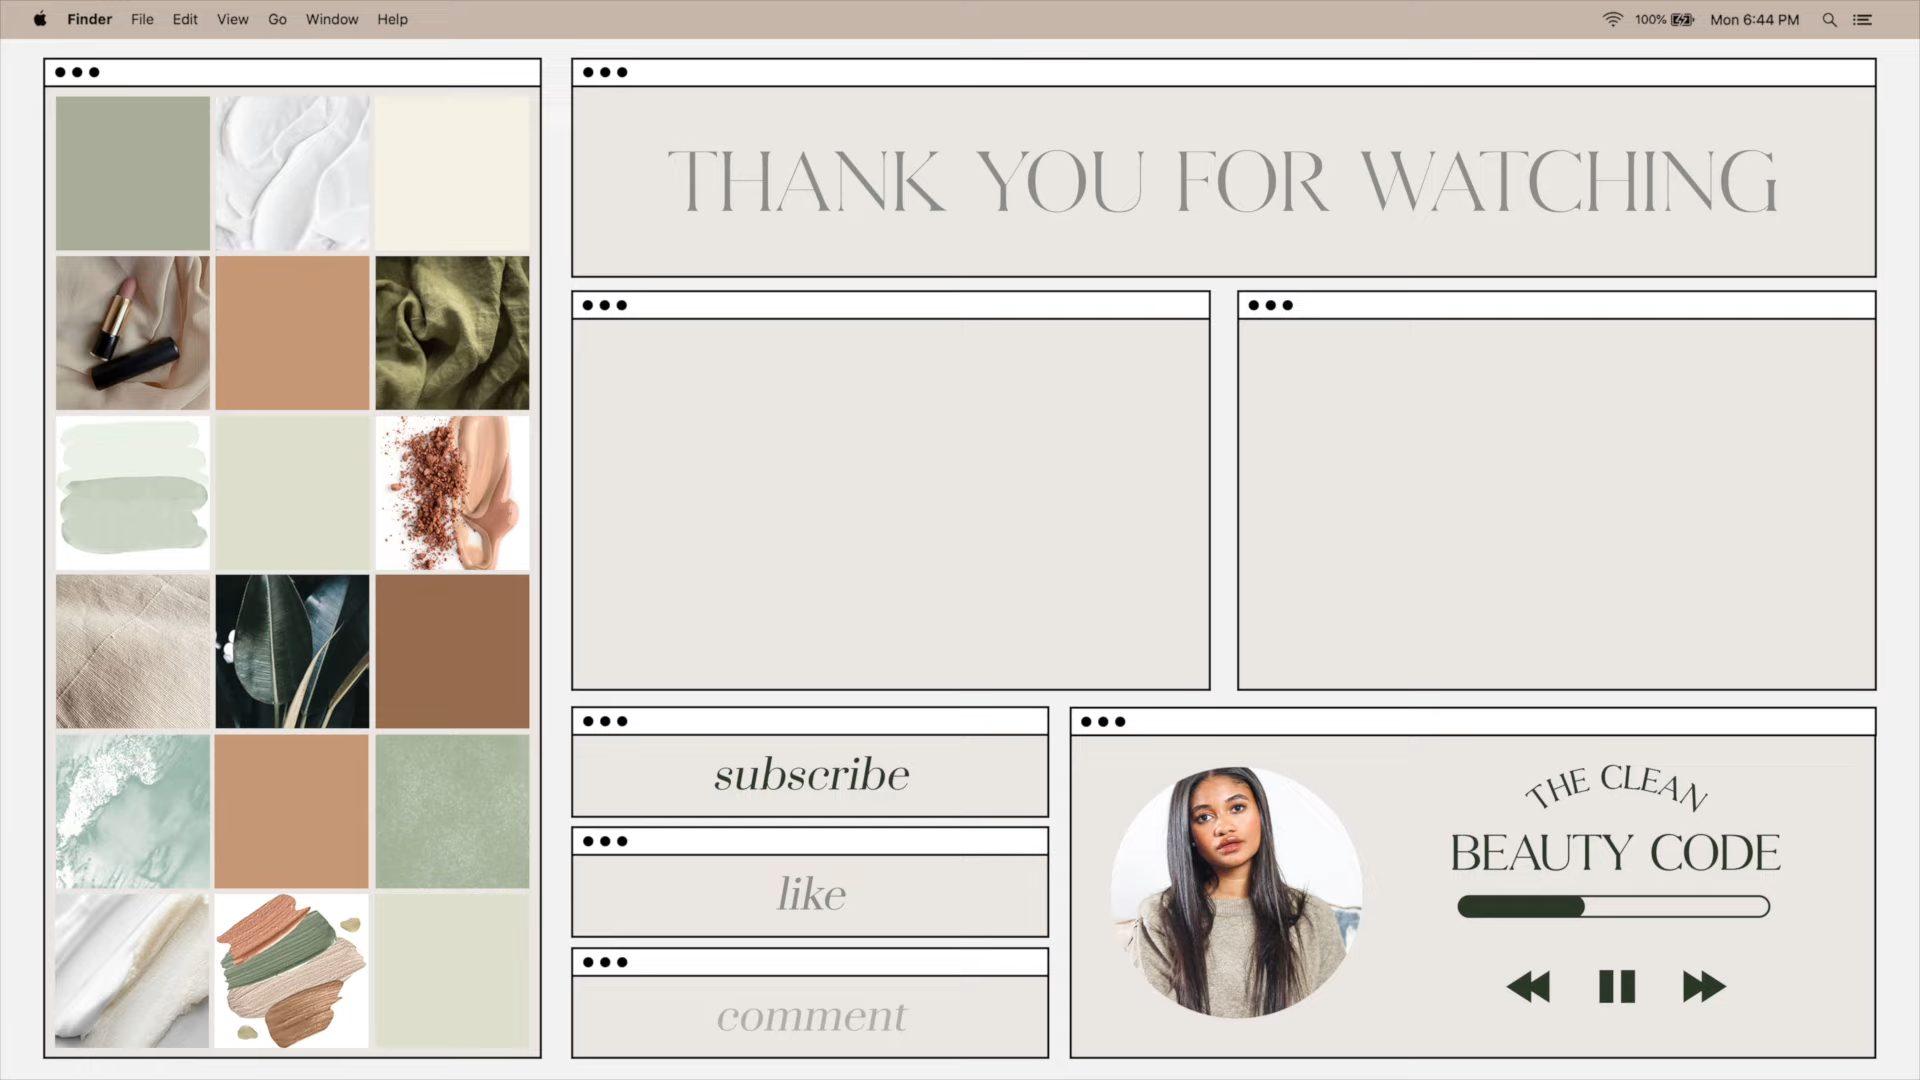 Finder File Edit View Go Window Help
100% Mon 6:44 PM
THANK YOU FOR WATCHING
subscribe
like
comment
THE CLEAN
BEAUTY CODE